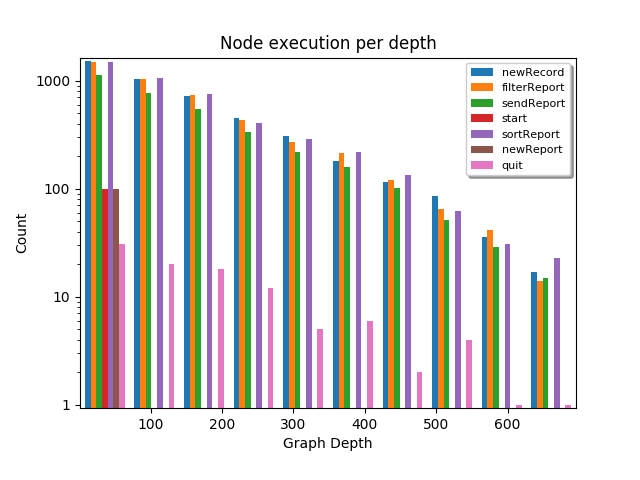 Node execution per depth
newRecord
filterReport
sendReport
start
sortReport
newReport
quit
Count
1000
100
10
1
100 200 300 400 500 600
Graph Depth